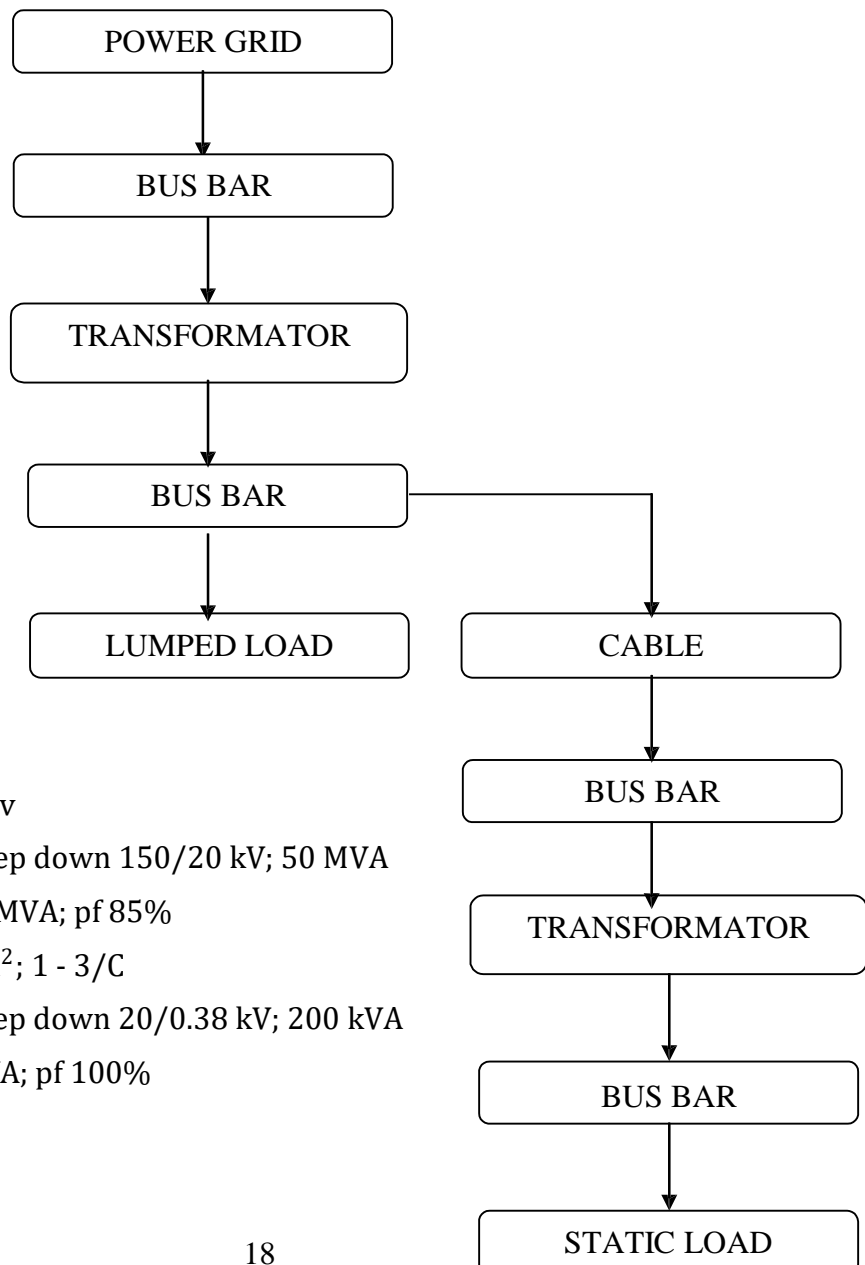 POWER GRID
BUS BAR
TRANSFORMATOR
BUS BAR
LUMPED LOAD
CABLE
BUS BAR
TRANSFORMATOR
BUS BAR
STATIC LOAD
v
ep down 150/20 kV; 50 MVA
MVA; pf 85%
²; 1 - 3/C
ep down 20/0.38 kV; 200 kVA
A; pf 100%
18